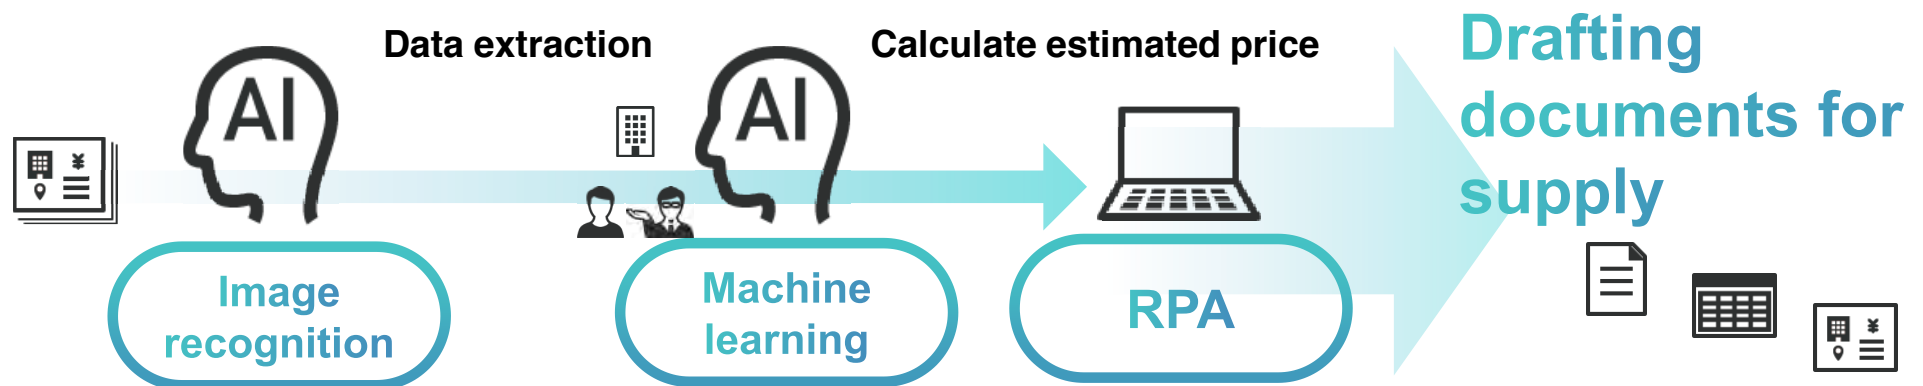 Data extraction
Calculate estimated price
Drafting
documents for
supply
AI
AI
¥
Image
recognition
Machine
learning
RPA
¥